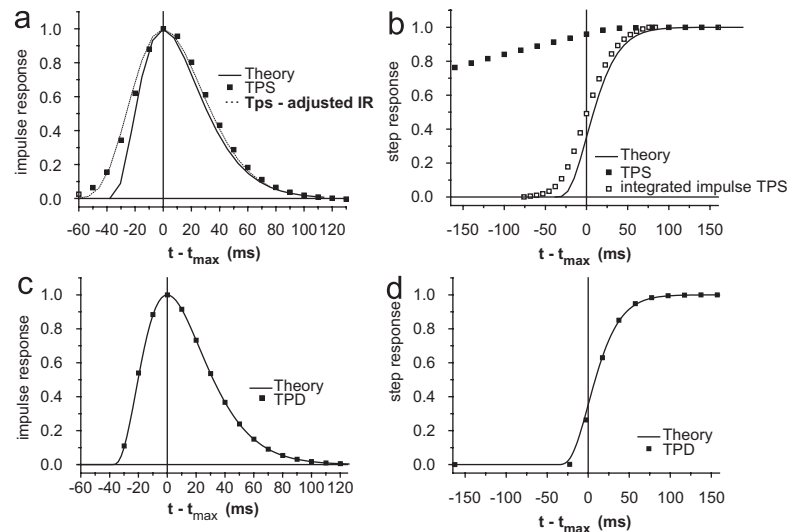 a
impulse response
1.0
0.8
0.6
0.4
0.2
0.0
Theory
TPS
Tps - adjusted IR
-60 -40 -20 0 20 40 60 80 100 120
t - tmax (ms)
b
step response
1.0
0.8
0.6
0.4
0.2
0.0
Theory
TPS
integrated impulse TPS
-150 -100 -50 0 50 100 150
t - tmax (ms)
c
impulse response
1.0
0.8
0.6
0.4
0.2
0.0
Theory
TPD
-60 -40 -20 0 20 40 60 80 100 120
t - tmax (ms)
d
step response
1.0
0.8
0.6
0.4
0.2
0.0
Theory
TPD
-150 -100 -50 0 50 100 150
t - tmax (ms)